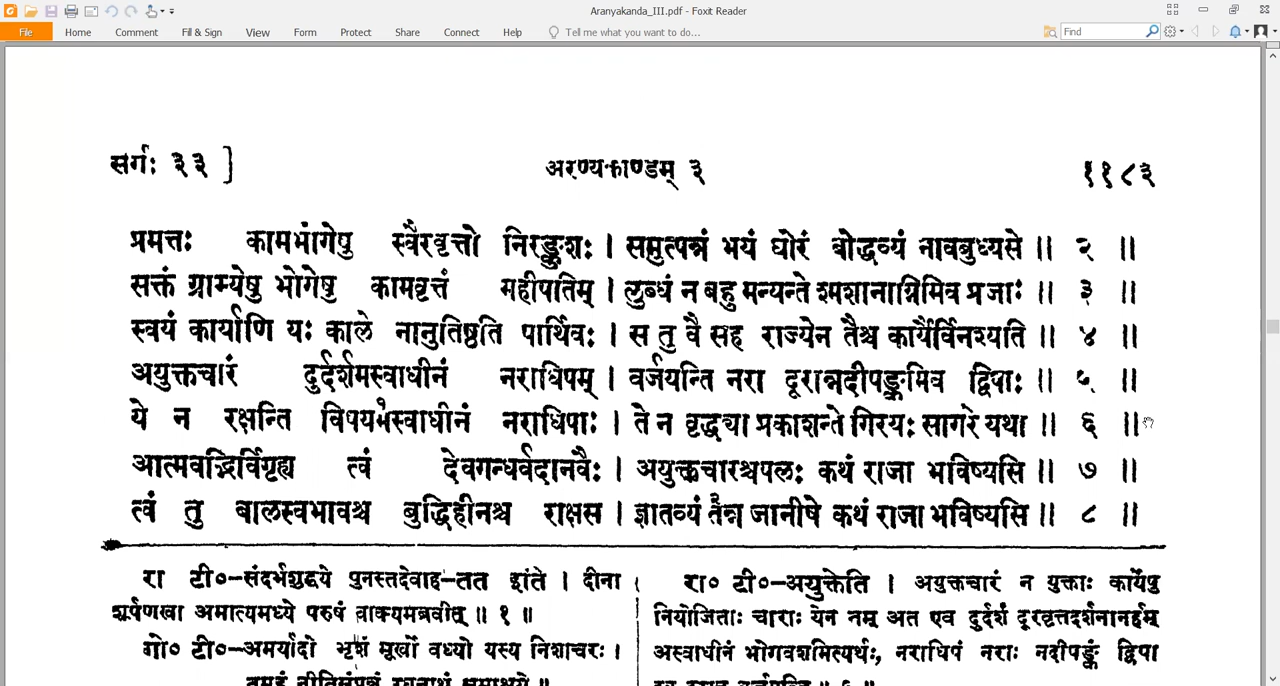 Aranyakanda_III.pdf - Foxit Reader
File Home Comment Fill & Sign View Form Protect Share Connect Help Tell me what you want to do... Find
सर्गः ३३ ] अरण्यकाण्डम् ३ ११८३
प्रमत्तः कामभोगेषु स्वैरवृत्तो निरङ्कुशः । समुत्पन्नं भयं घोरं बोद्धव्यं नावबुध्यसे ॥ २ ॥
सक्तं ग्राम्येषु भोगेषु कामवृत्तं महीपतिम् । लुब्धं न बहु मन्यन्ते श्मशानाग्निमिव प्रजाः ॥ ३ ॥
स्वयं कार्याणि यः काले नानुतिष्ठति पार्थिवः । स तु वै सह राज्येन तैश्च कार्यैर्विनश्यति ॥ ४ ॥
अयुक्तचारं दुर्दर्शमस्वाधीनं नराधिपम् । वर्जयन्ति नरा दूरान्नदीपङ्कमिव द्विपाः ॥ ५ ॥
ये न रक्षन्ति विषयमस्वाधीनं नराधिपाः । ते न वृद्ध्या प्रकाशन्ते गिरयः सागरे यथा ॥ ६ ॥
आत्मवद्भिर्विगृह्य त्वं देवगन्धर्वदानवैः । अयुक्तचारश्चपलः कथं राजा भविष्यसि ॥ ७ ॥
त्वं तु बालस्वभावश्च बुद्धिहीनश्च राक्षस । ज्ञातव्यं तन्न जानीषे कथं राजा भविष्यसि ॥ ८ ॥
रा टी०-संदर्भशुद्धये पुनस्तदेवाह-तत इति । दीना
शूर्पणखा अमात्यमध्ये परुषं वाक्यमब्रवीत् ॥ १ ॥
गो० टी०-अमर्यादो भृशं मूर्खो वध्यो यस्य निशाचरः ।
रा० टी०-अयुक्तेति । अयुक्तचारं न युक्ताः कार्येषु
नियोजिताः चाराः येन नम् अत एव दुर्दर्शं दूरवृत्तदर्शनानर्हम्
अस्वाधीनं भोगवशमित्यर्थः, नराधिपं नराः नदीपङ्कं द्विपा